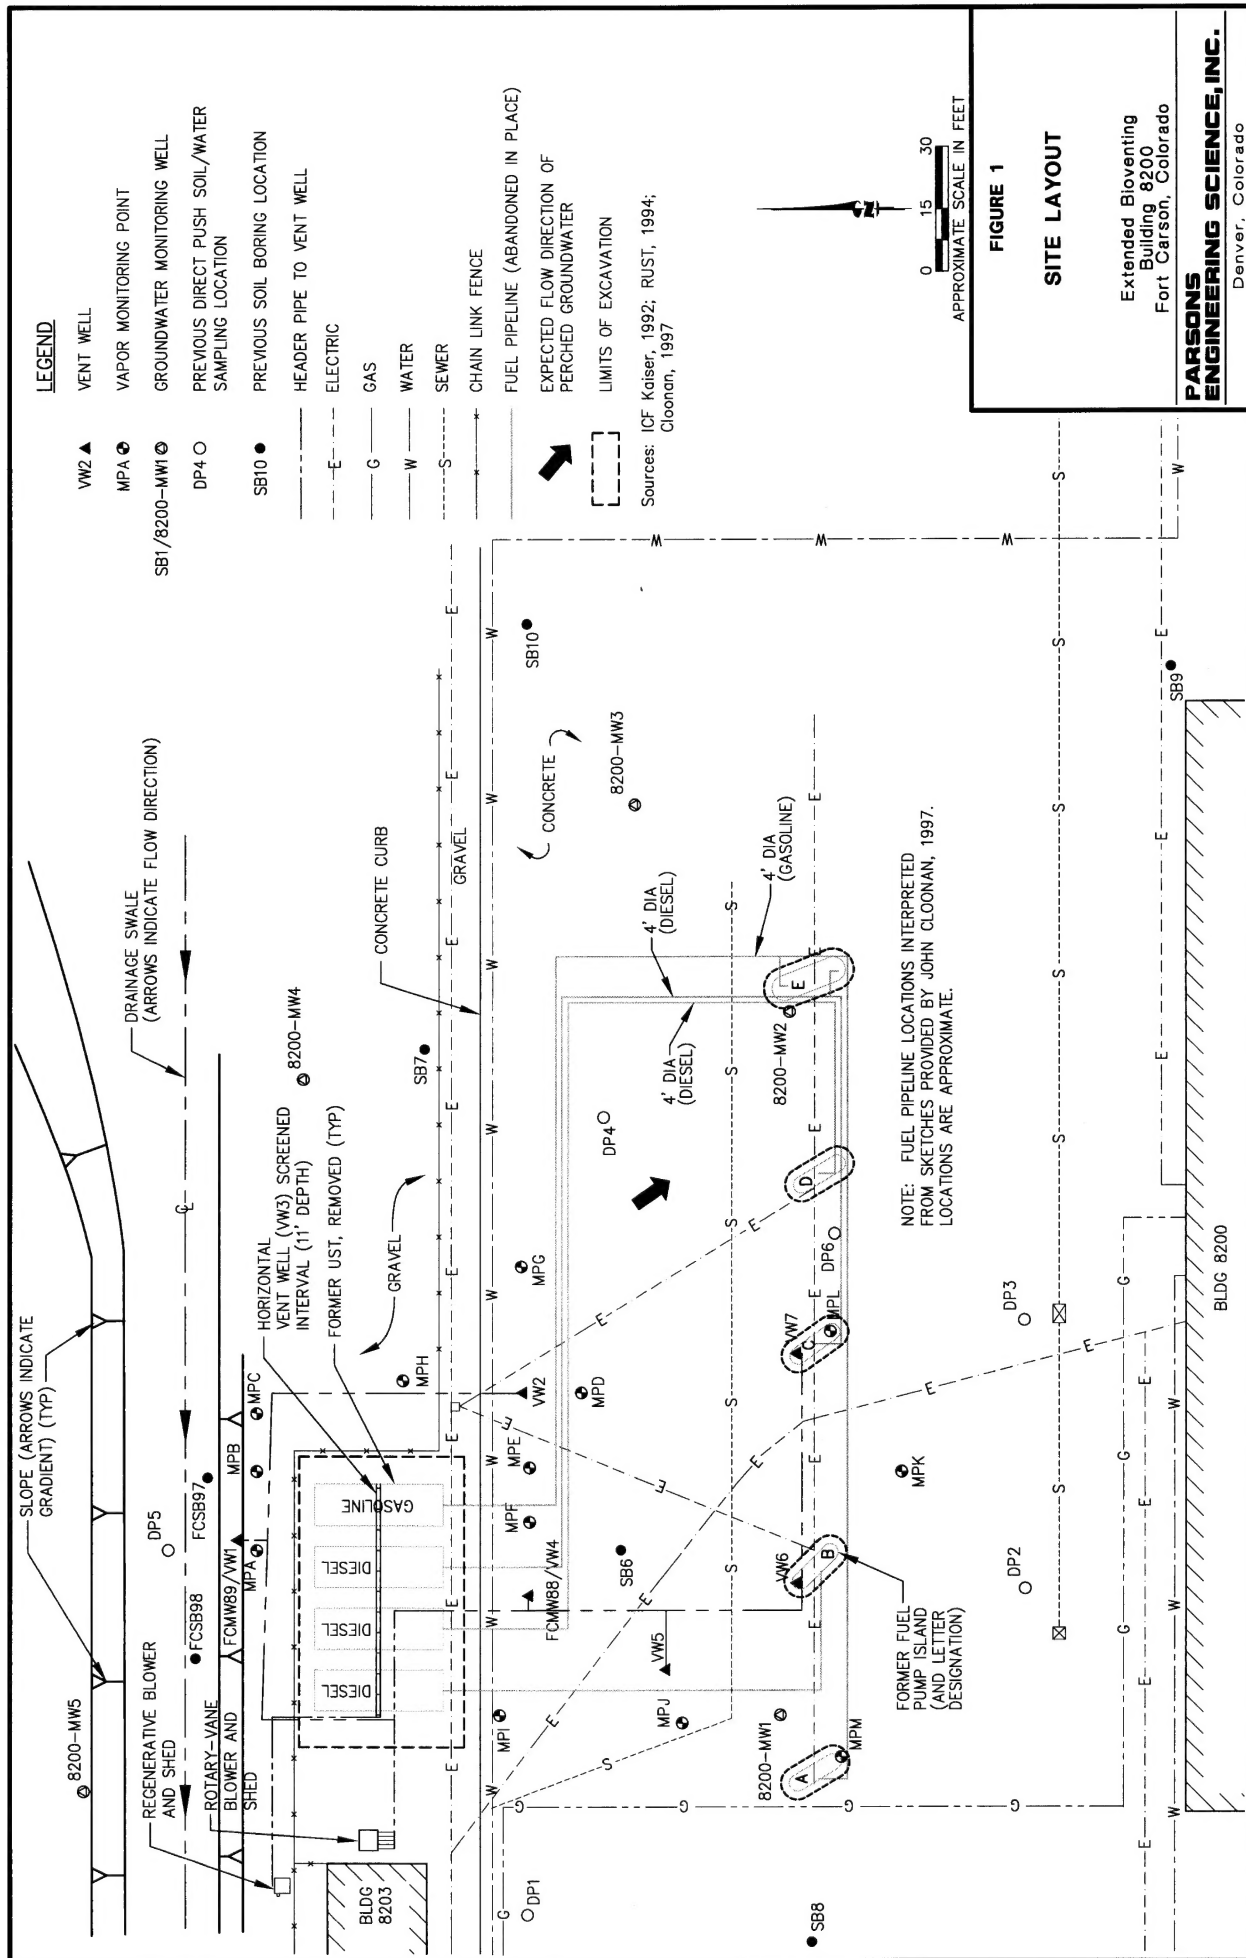 LEGEND
VW2 VENT WELL
MPA VAPOR MONITORING POINT
SB1/8200-MW1 GROUNDWATER MONITORING WELL
DP4 PREVIOUS DIRECT PUSH SOIL/WATER
SAMPLING LOCATION
SB10 PREVIOUS SOIL BORING LOCATION
HEADER PIPE TO VENT WELL
E ELECTRIC
G GAS
W WATER
S SEWER
CHAIN LINK FENCE
FUEL PIPELINE (ABANDONED IN PLACE)
EXPECTED FLOW DIRECTION OF
PERCHED GROUNDWATER
LIMITS OF EXCAVATION
Sources: ICF Kaiser, 1992; RUST, 1994;
Cloonan, 1997
N
0 15 30
APPROXIMATE SCALE IN FEET
FIGURE 1
SITE LAYOUT
Extended Bioventing
Building 8200
Fort Carson, Colorado
PARSONS
ENGINEERING SCIENCE, INC.
Denver, Colorado
SLOPE (ARROWS INDICATE
GRADIENT) (TYP)
DRAINAGE SWALE
(ARROWS INDICATE FLOW DIRECTION)
8200-MW5
REGENERATIVE BLOWER
AND SHED
ROTARY-VANE
BLOWER AND
SHED
DP5
FCSB98
FCSB97
FCMW89/VW1
MPA
MPB
MPC
HORIZONTAL
VENT WELL (VW3) SCREENED
INTERVAL (11' DEPTH)
FORMER UST, REMOVED (TYP)
8200-MW4
GRAVEL
MPH
SB7
CONCRETE CURB
GRAVEL
DIESEL
DIESEL
DIESEL
GASOLINE
BLDG
8203
DP1
MPI
FCMW88/VW4
MPF
MPE
VW2
MPD
MPG
SB6
VW5
MPJ
DP4
CONCRETE
SB10
8200-MW3
4' DIA
(DIESEL)
4' DIA
(DIESEL)
4' DIA
(GASOLINE)
8200-MW1
A
MPM
VW6
B
VW7
C
MPL
DP6
D
8200-MW2
E
SB8
FORMER FUEL
PUMP ISLAND
(AND LETTER
DESIGNATION)
MPK
NOTE: FUEL PIPELINE LOCATIONS INTERPRETED
FROM SKETCHES PROVIDED BY JOHN CLOONAN, 1997.
LOCATIONS ARE APPROXIMATE.
DP2
DP3
SB9
BLDG 8200